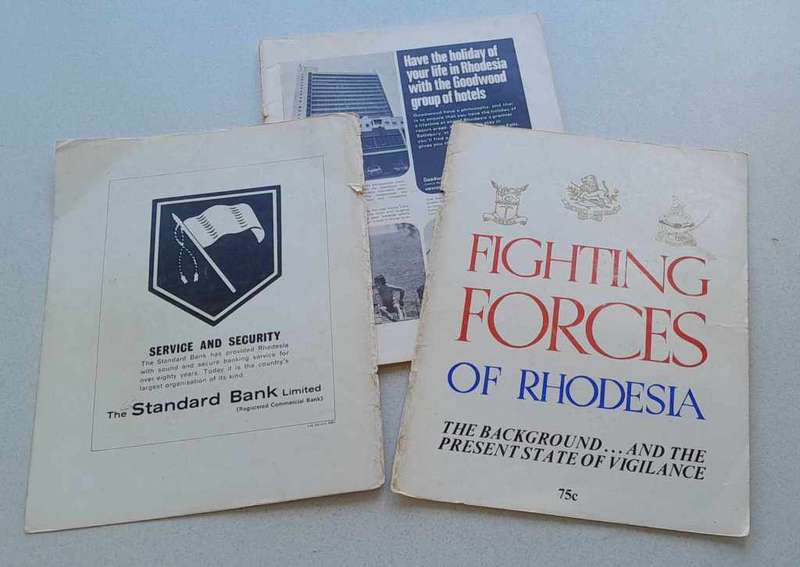 Have the holiday of
your life in Rhodesia
with the Goodwood
group of hotels
SERVICE AND SECURITY
The Standard Bank has provided Rhodesia
with sound and secure banking service for
over eighty years. Today it is the country's
largest organisation of its kind
The Standard Bank Limited
(Registered Commercial Bank)
FIGHTING
FORCES
OF RHODESIA
THE BACKGROUND...AND THE
PRESENT STATE OF VIGILANCE
75c